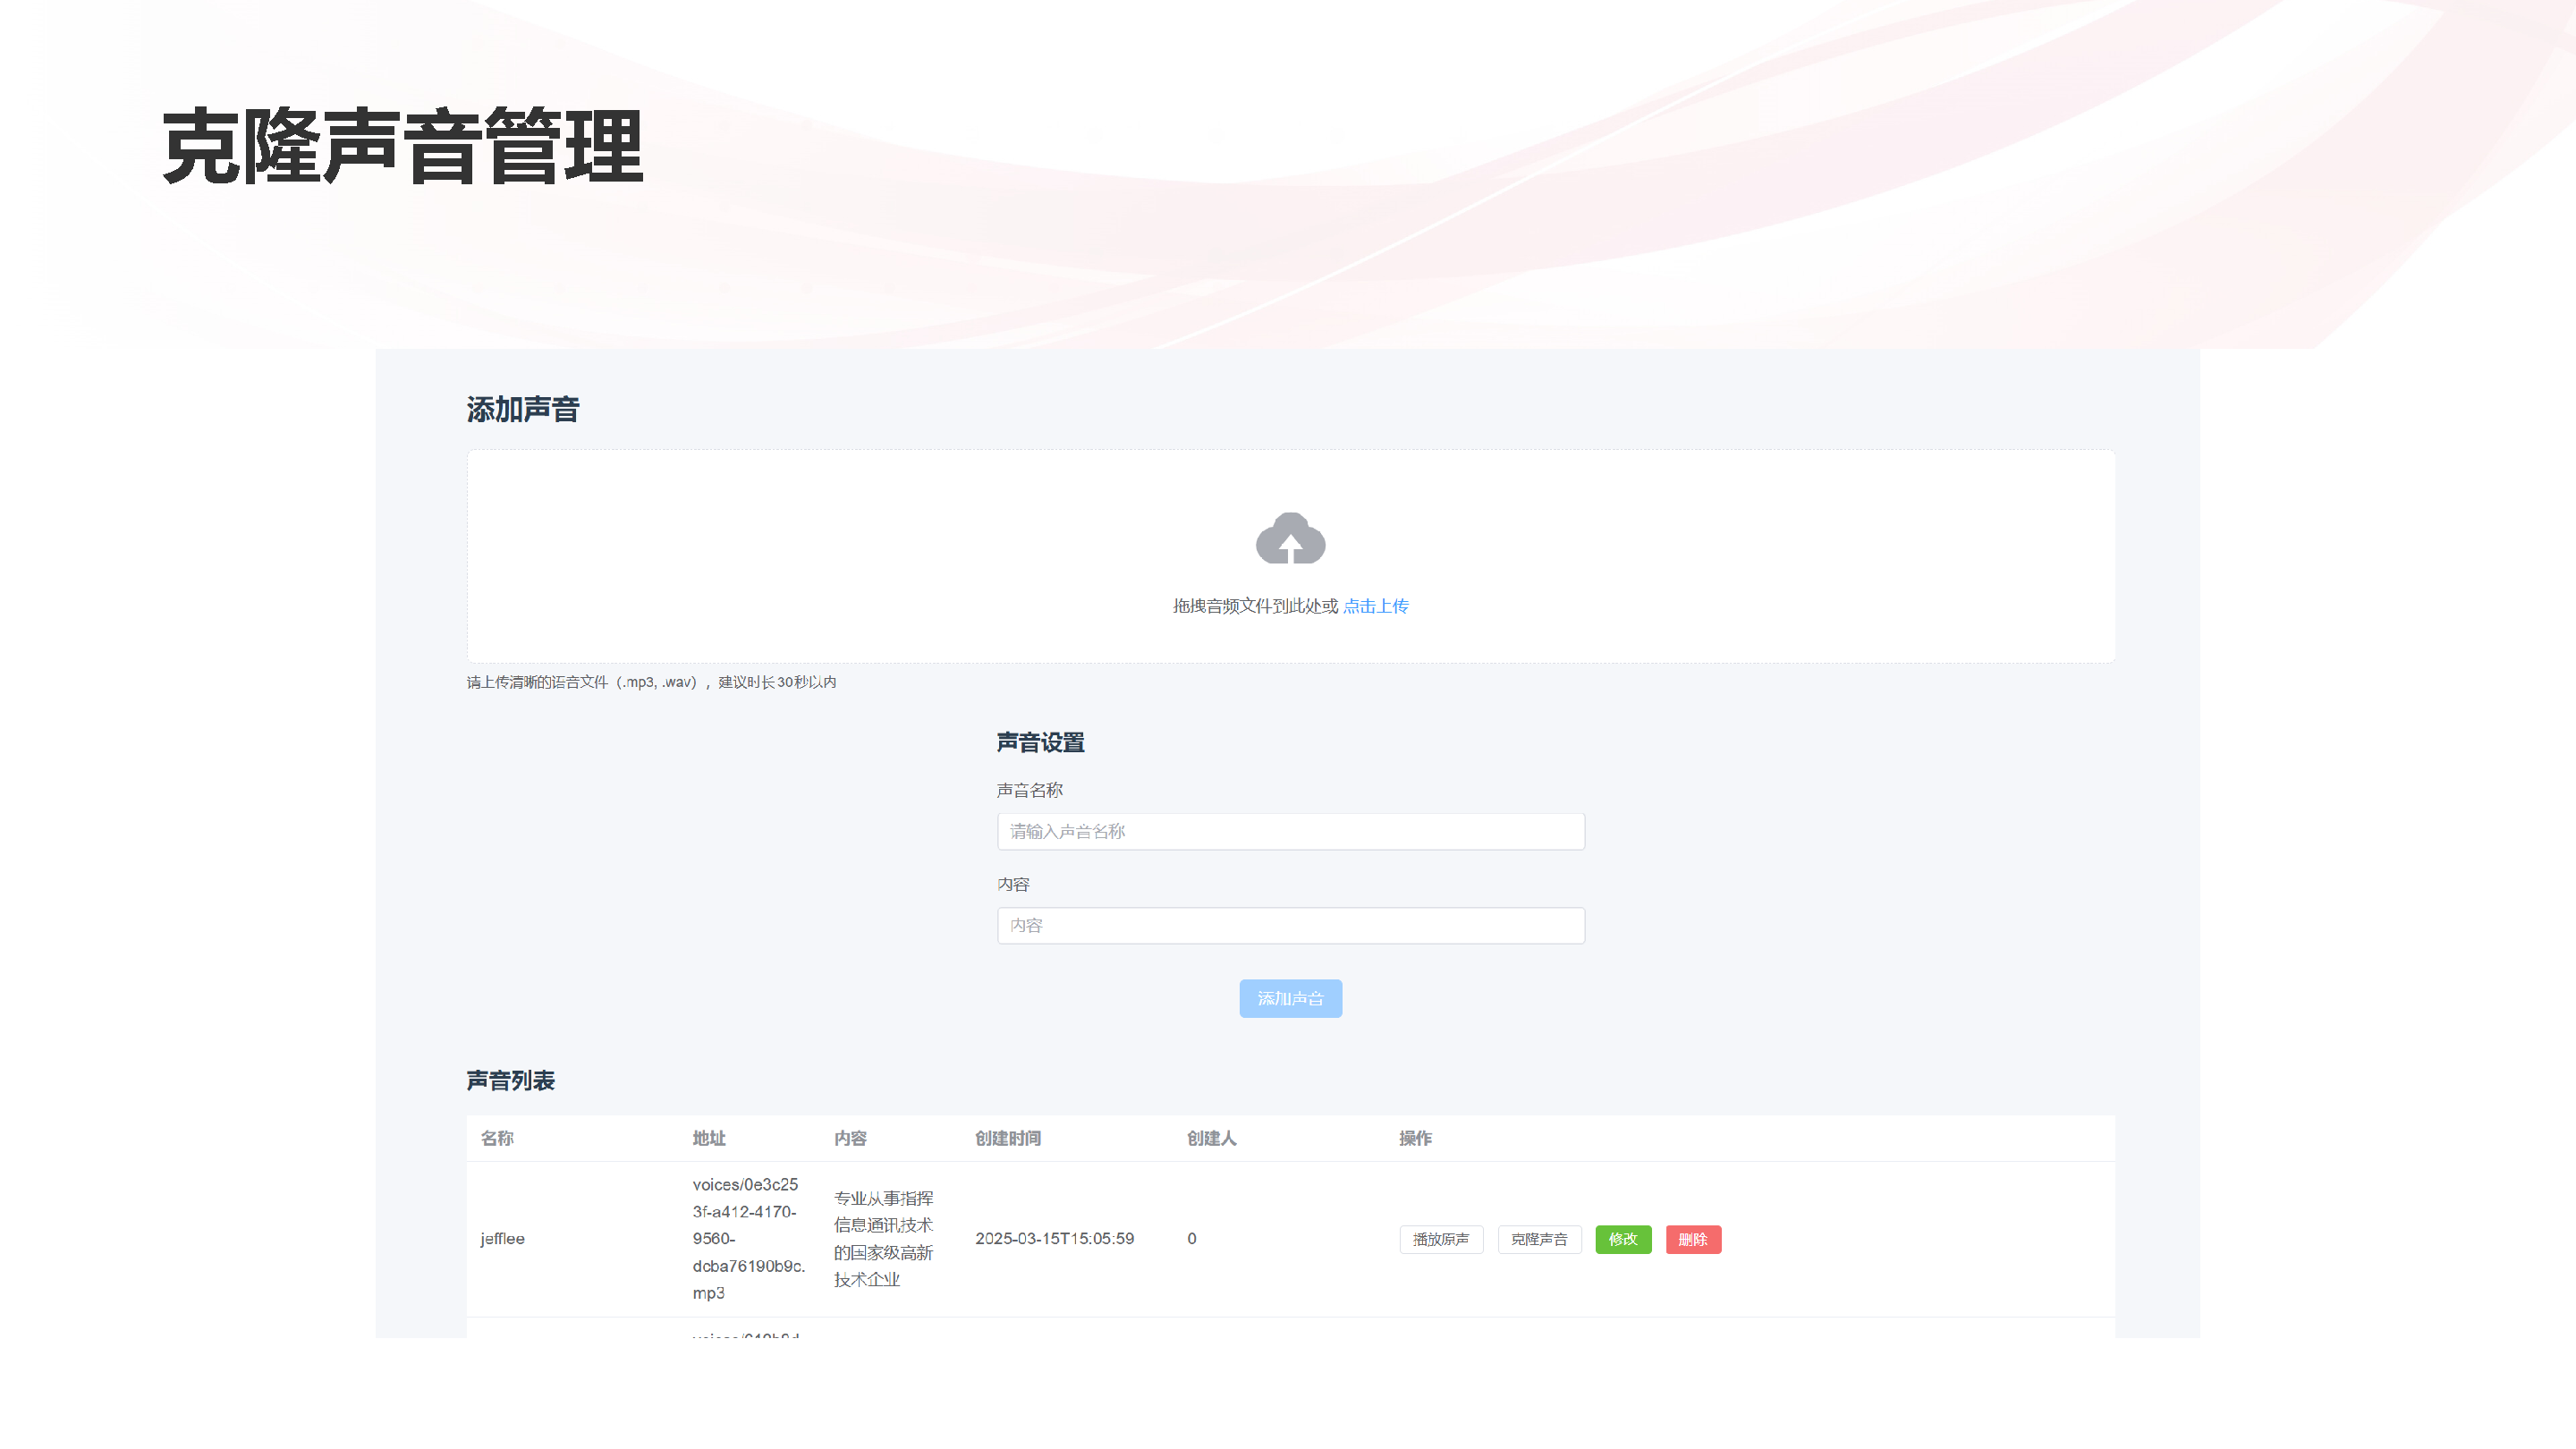 克隆声音管理
添加声音
拖拽音频文件到此处或 点击上传
请上传清晰的语音文件（.mp3, .wav），建议时长30秒以内
声音设置
声音名称
请输入声音名称
内容
内容
添加声音
声音列表
名称 地址 内容 创建时间 创建人 操作
jefflee
voices/0e3c25
3f-a412-4170-
9560-
dcba76190b9c.
mp3
专业从事指挥
信息通讯技术
的国家级高新
技术企业
2025-03-15T15:05:59
0
播放原声 克隆声音 修改 删除